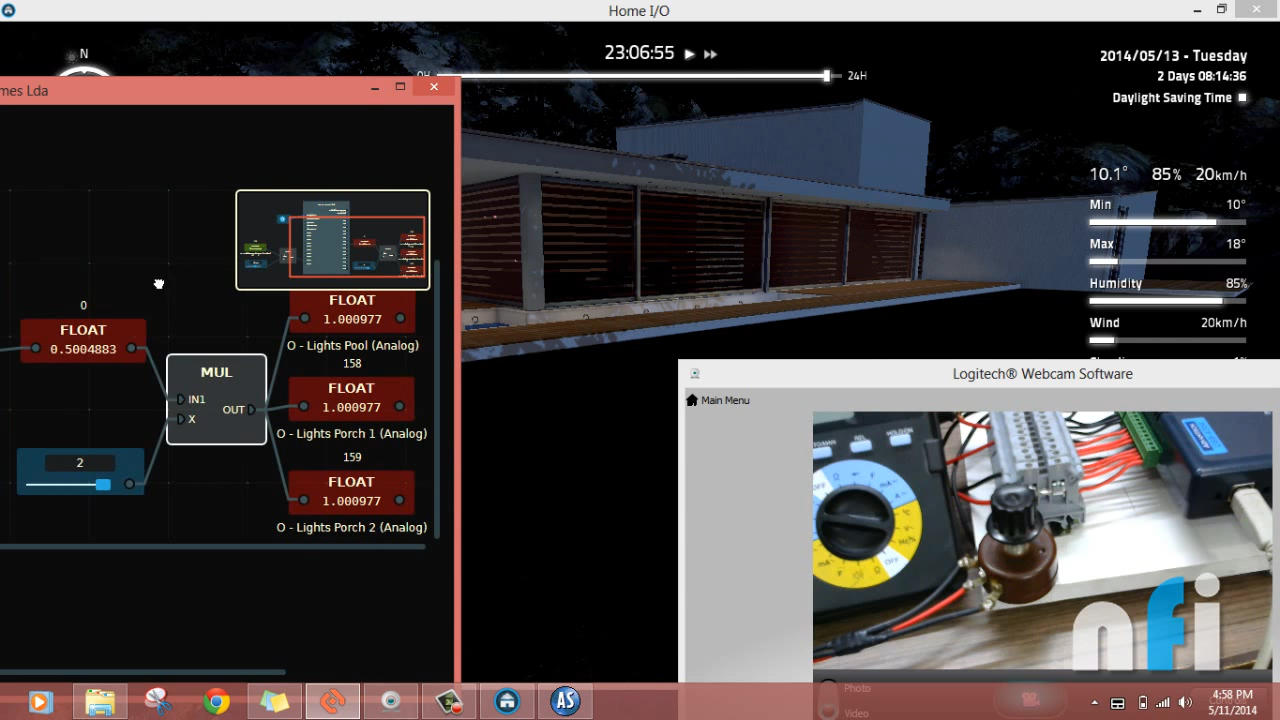 Home I/O
N
23:06:55
0H
24H
2014/05/13 - Tuesday
2 Days 08:14:36
Daylight Saving Time
mes Lda
10.1° 85% 20km/h
Min 10°
Max 18°
Humidity 85%
Wind 20km/h
0
FLOAT
0.5004883
MUL
IN1
X
OUT
2
FLOAT
1.000977
O - Lights Pool (Analog)
158
FLOAT
1.000977
O - Lights Porch 1 (Analog)
159
FLOAT
1.000977
O - Lights Porch 2 (Analog)
Logitech® Webcam Software
Main Menu
HOLD/ON
nfi
Photo
Video
AS
4:58 PM
5/11/2014